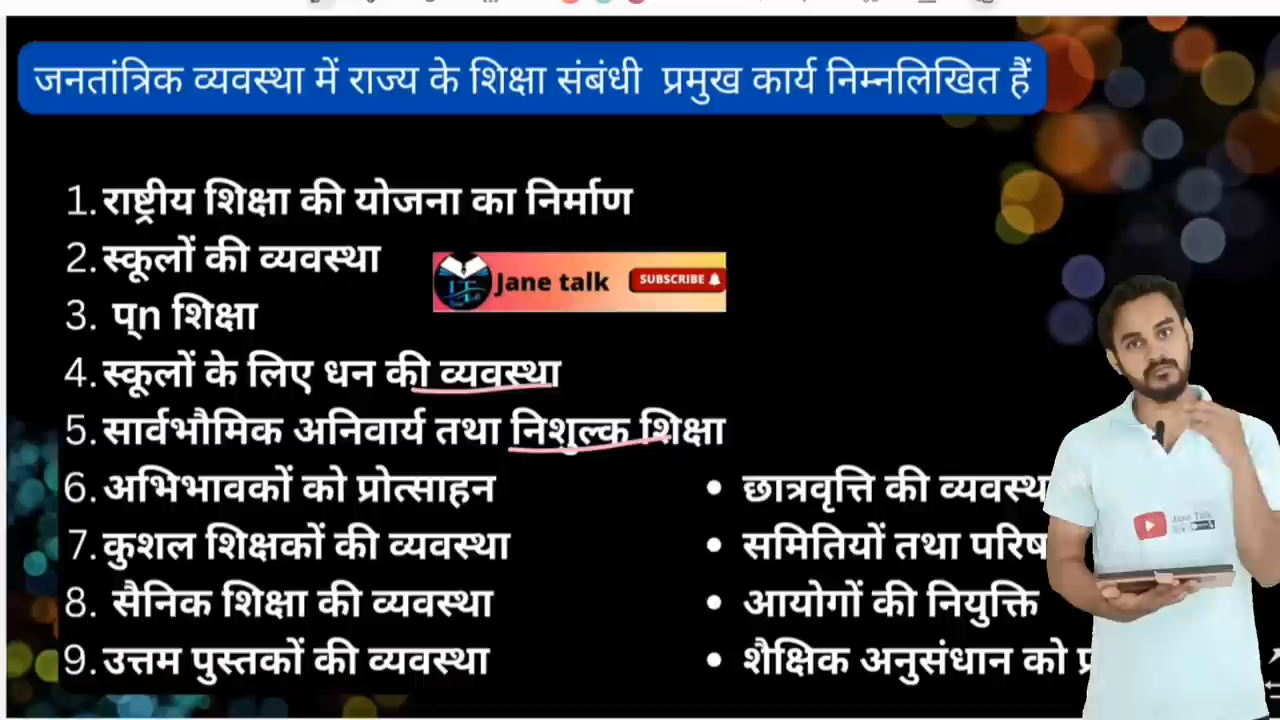 जनतांत्रिक व्यवस्था में राज्य के शिक्षा संबंधी प्रमुख कार्य निम्नलिखित हैं
1. राष्ट्रीय शिक्षा की योजना का निर्माण
2. स्कूलों की व्यवस्था
Jane talk SUBSCRIBE
3. प्n शिक्षा
4. स्कूलों के लिए धन की व्यवस्था
5. सार्वभौमिक अनिवार्य तथा निशुल्क शिक्षा
6. अभिभावकों को प्रोत्साहन
7. कुशल शिक्षकों की व्यवस्था
8. सैनिक शिक्षा की व्यवस्था
9. उत्तम पुस्तकों की व्यवस्था
• छात्रवृत्ति की
• समितियों तथा
• आयोगों की नियुक्ति
• शैक्षिक अनुसंधान को
Jane Talk